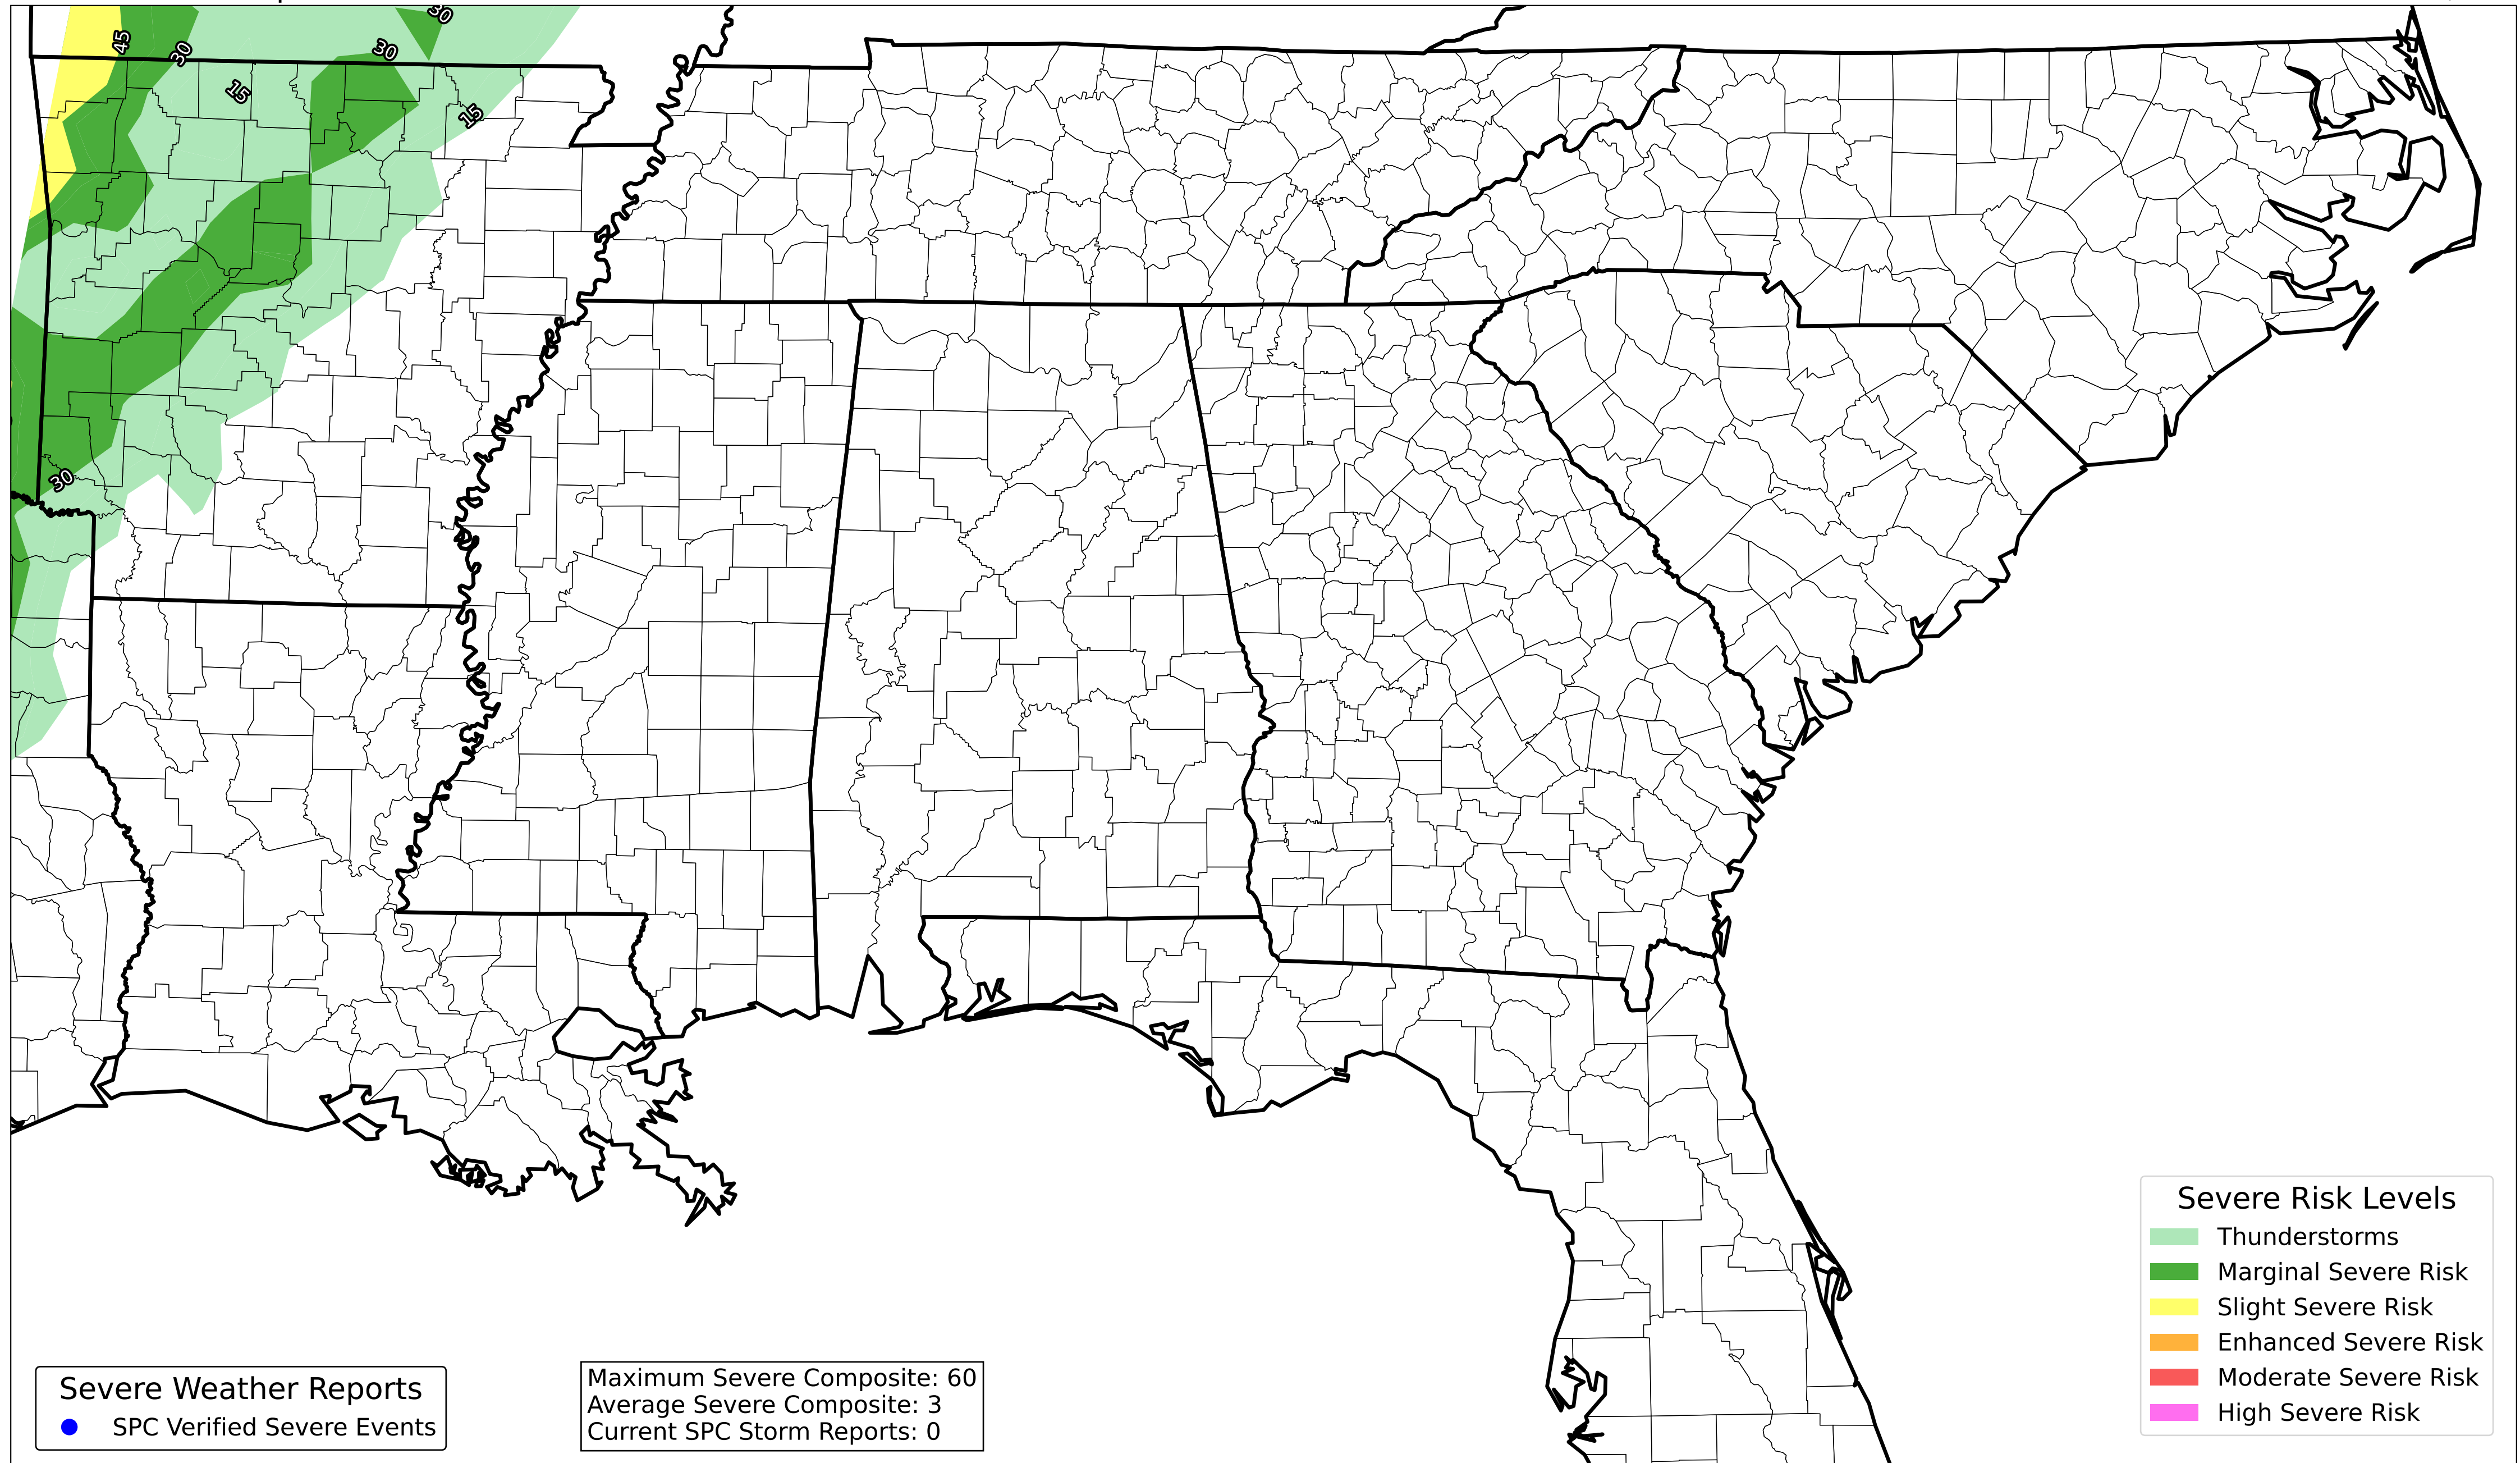 30
45
30
30
15
15
30
Severe Risk Levels
Thunderstorms
Marginal Severe Risk
Slight Severe Risk
Enhanced Severe Risk
Moderate Severe Risk
High Severe Risk
Severe Weather Reports
SPC Verified Severe Events
Maximum Severe Composite: 60
Average Severe Composite: 3
Current SPC Storm Reports: 0